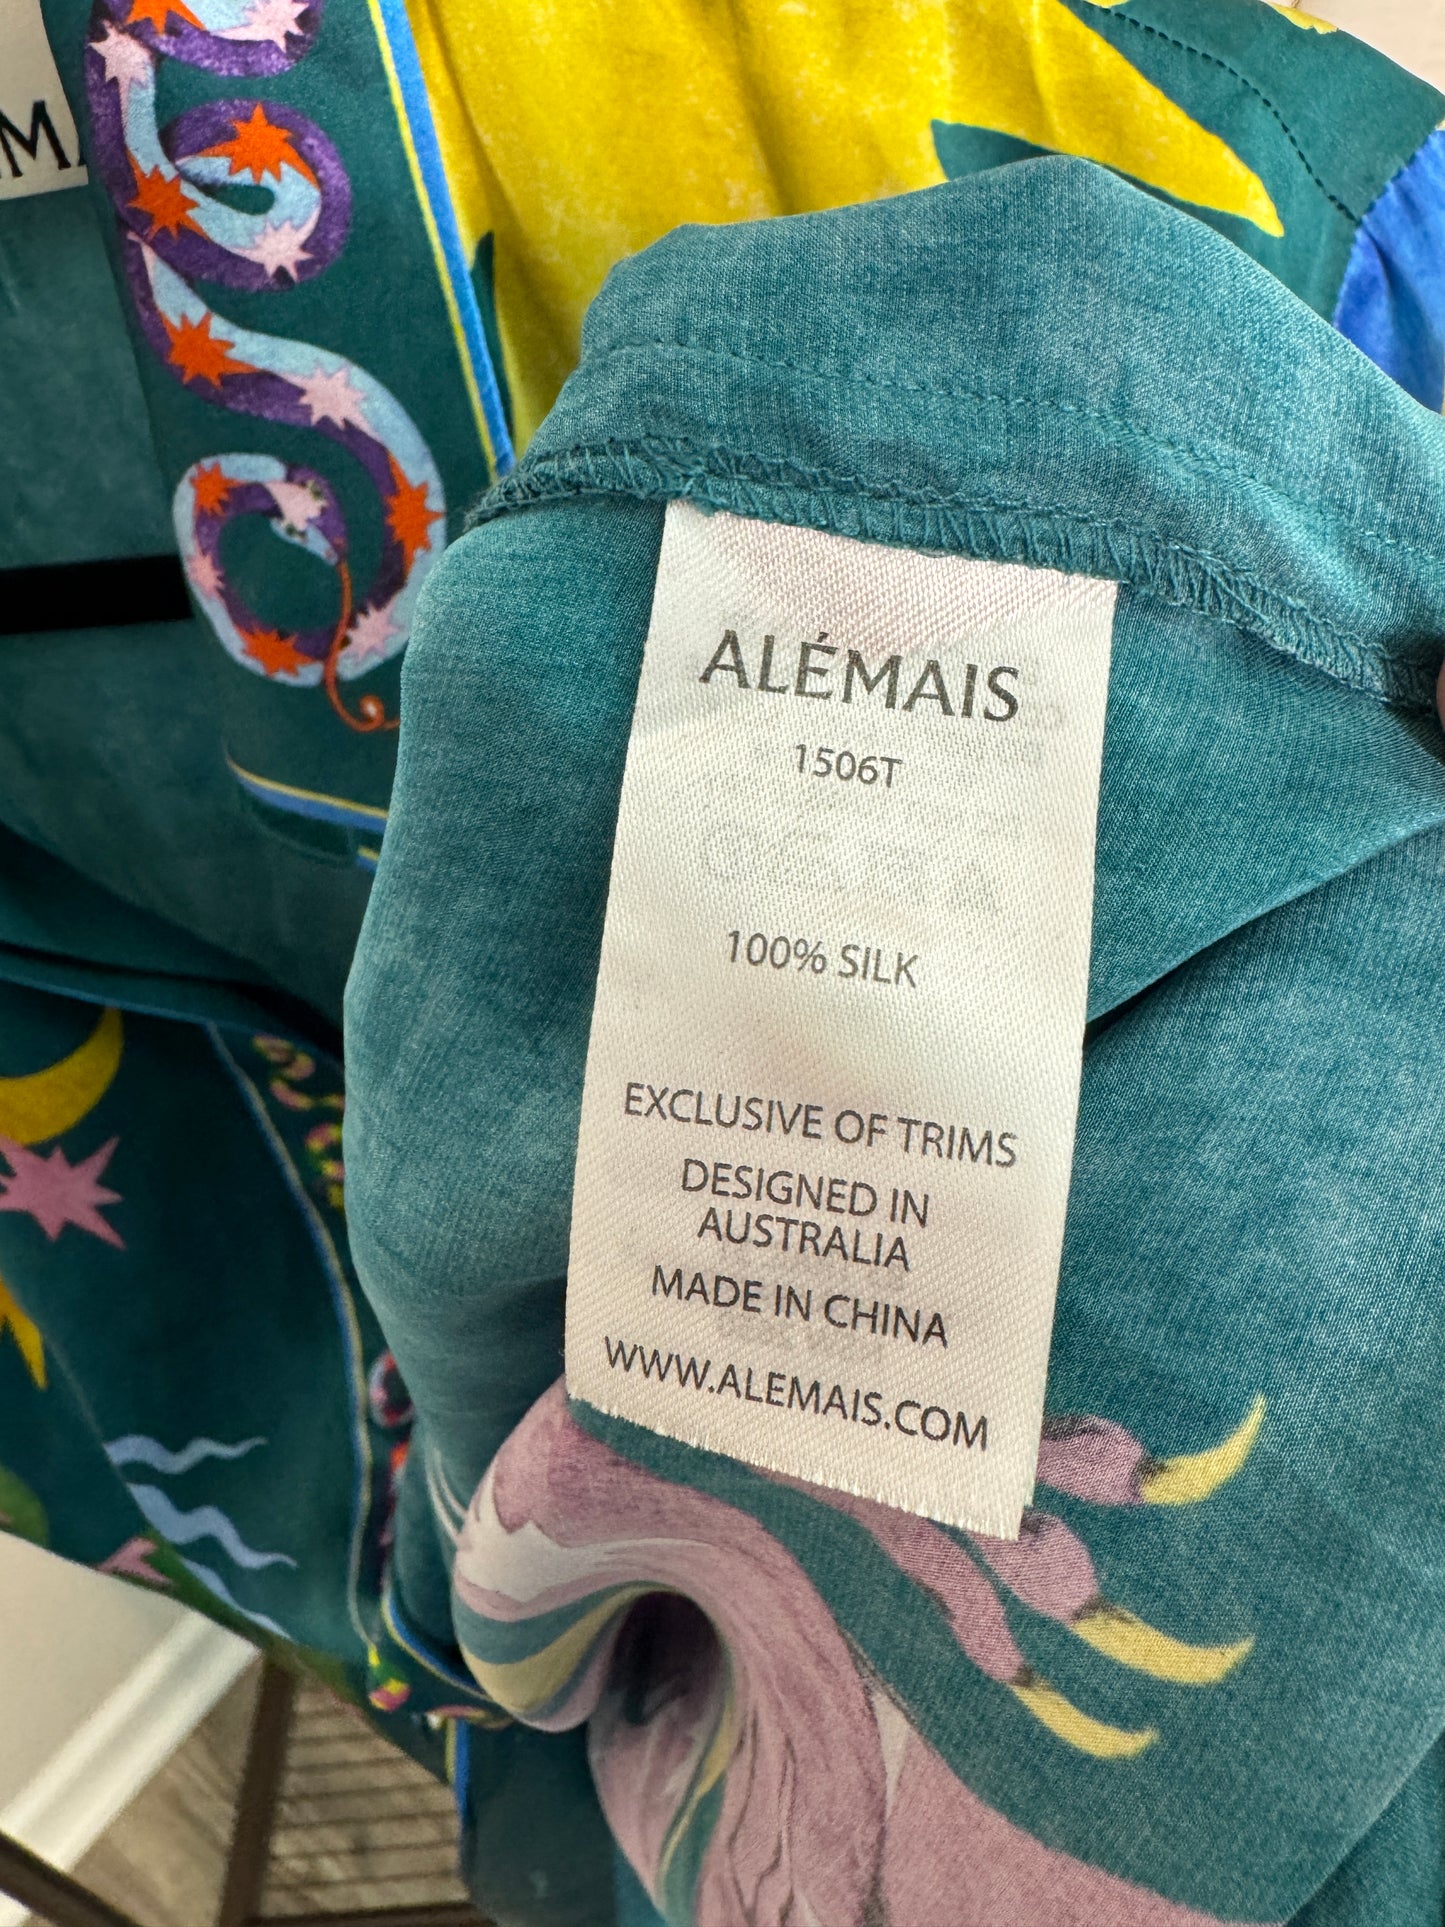 ALÉMAIS
1506T
100% SILK
EXCLUSIVE OF TRIMS
DESIGNED IN
AUSTRALIA
MADE IN CHINA
WWW.ALEMAIS.COM